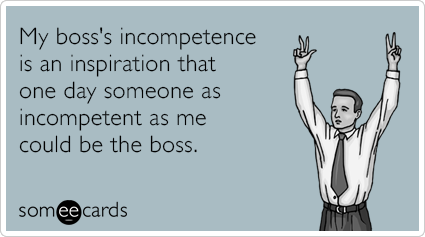 My boss's incompetence
is an inspiration that
one day someone as
incompetent as me
could be the boss.
someecards